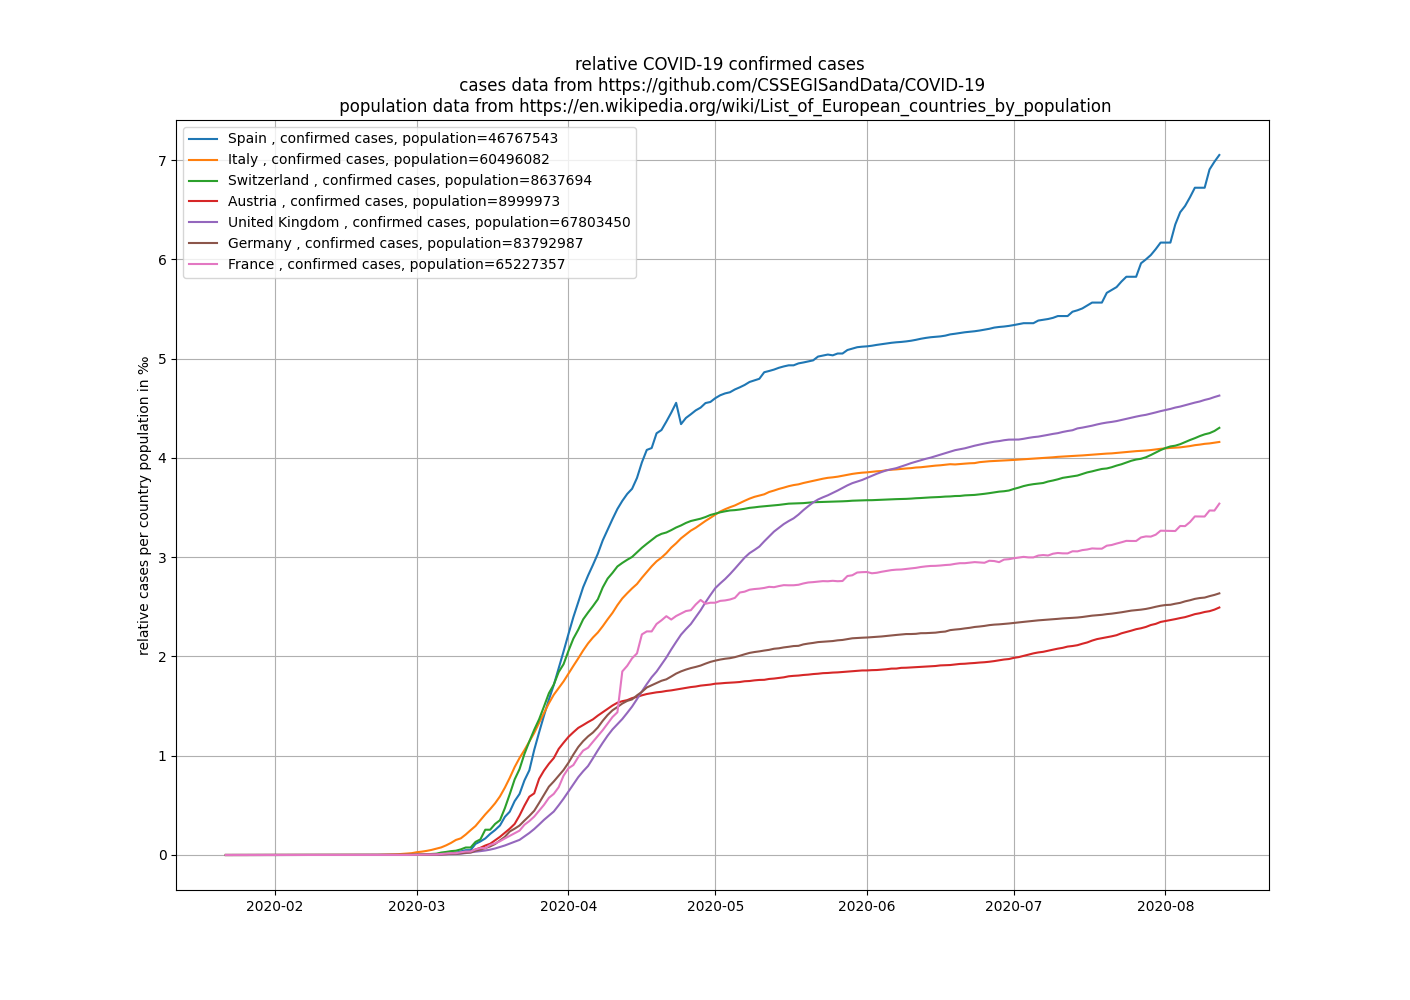 relative COVID-19 confirmed cases
cases data from https://github.com/CSSEGISandData/COVID-19
population data from https://en.wikipedia.org/wiki/List_of_European_countries_by_population
Spain , confirmed cases, population=46767543
Italy , confirmed cases, population=60496082
Switzerland , confirmed cases, population=8637694
Austria , confirmed cases, population=8999973
United Kingdom , confirmed cases, population=67803450
Germany , confirmed cases, population=83792987
France , confirmed cases, population=65227357
relative cases per country population in ‰
7
6
5
4
3
2
1
0
2020-02 2020-03 2020-04 2020-05 2020-06 2020-07 2020-08